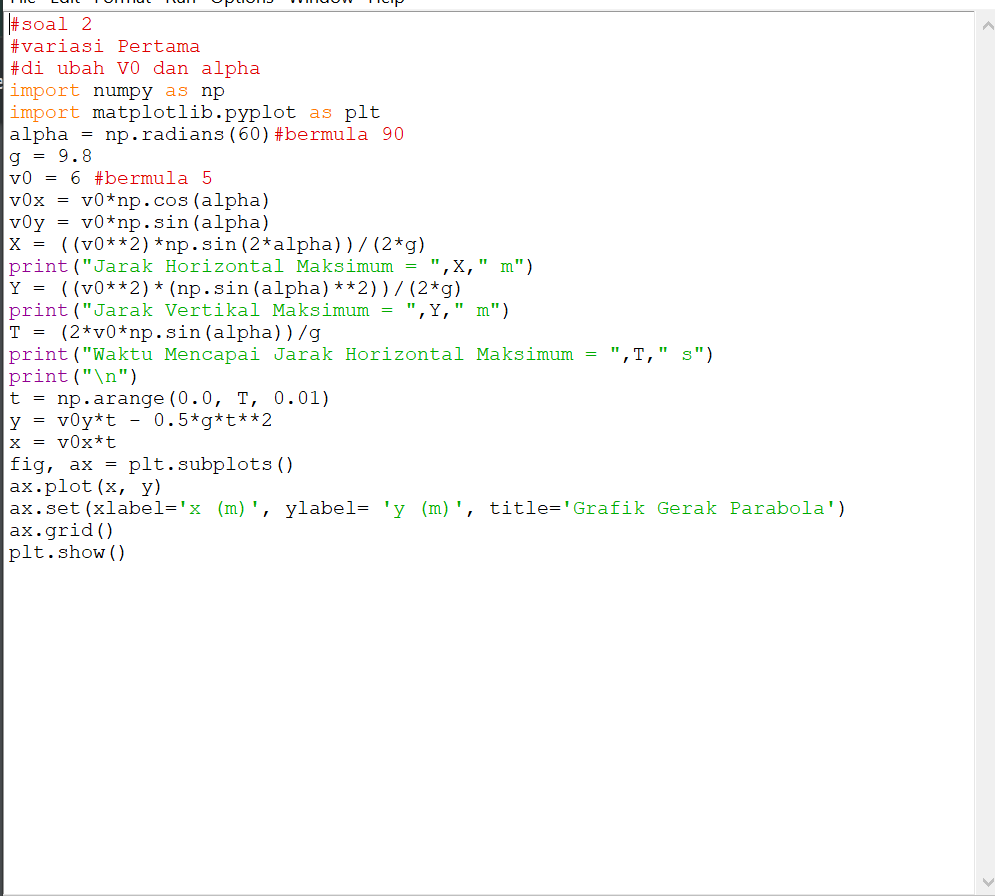 File Edit Format Run Options Window Help
#soal 2
#variasi Pertama
#di ubah V0 dan alpha
import numpy as np
import matplotlib.pyplot as plt
alpha = np.radians(60)#bermula 90
g = 9.8
v0 = 6 #bermula 5
v0x = v0*np.cos(alpha)
v0y = v0*np.sin(alpha)
X = ((v0**2)*np.sin(2*alpha))/(2*g)
print("Jarak Horizontal Maksimum = ",X," m")
Y = ((v0**2)*(np.sin(alpha)**2))/(2*g)
print("Jarak Vertikal Maksimum = ",Y," m")
T = (2*v0*np.sin(alpha))/g
print("Waktu Mencapai Jarak Horizontal Maksimum = ",T," s")
print("\n")
t = np.arange(0.0, T, 0.01)
y = v0y*t - 0.5*g*t**2
x = v0x*t
fig, ax = plt.subplots()
ax.plot(x, y)
ax.set(xlabel='x (m)', ylabel= 'y (m)', title='Grafik Gerak Parabola')
ax.grid()
plt.show()